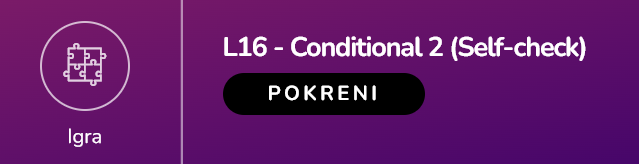 L16 - Conditional 2 (Self-check)
POKRENI
Igra